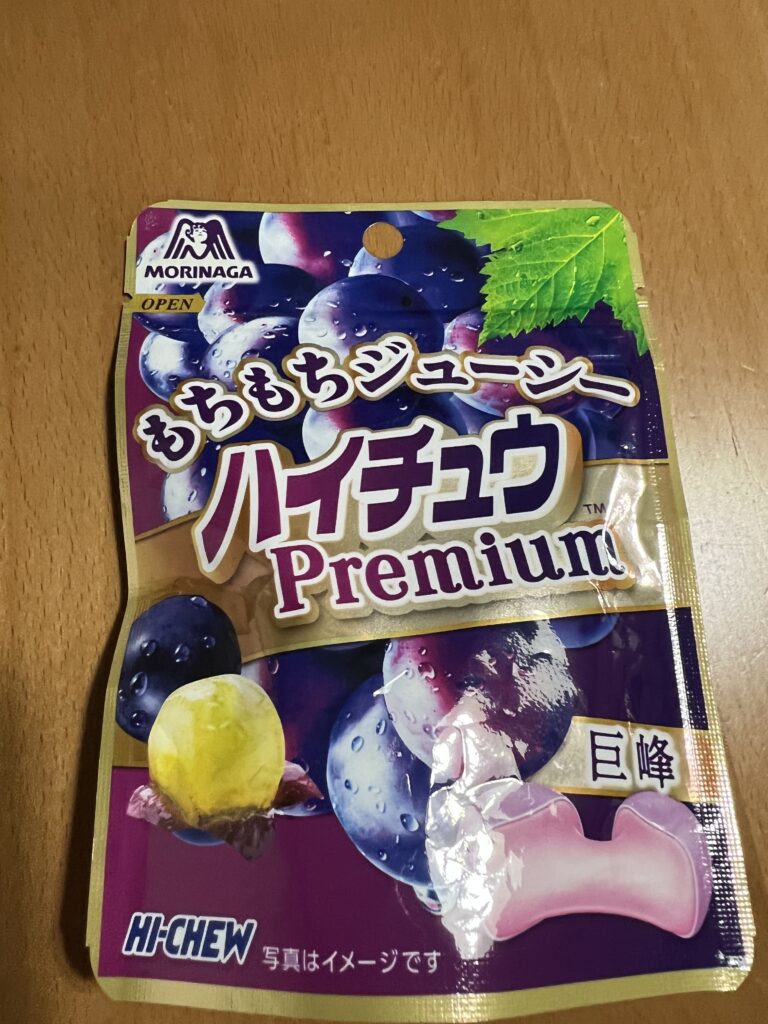 MORINAGA
OPEN
もちもちジューシー
ハイチュウ
TM
Premium
巨峰
HI-CHEW
写真はイメージです